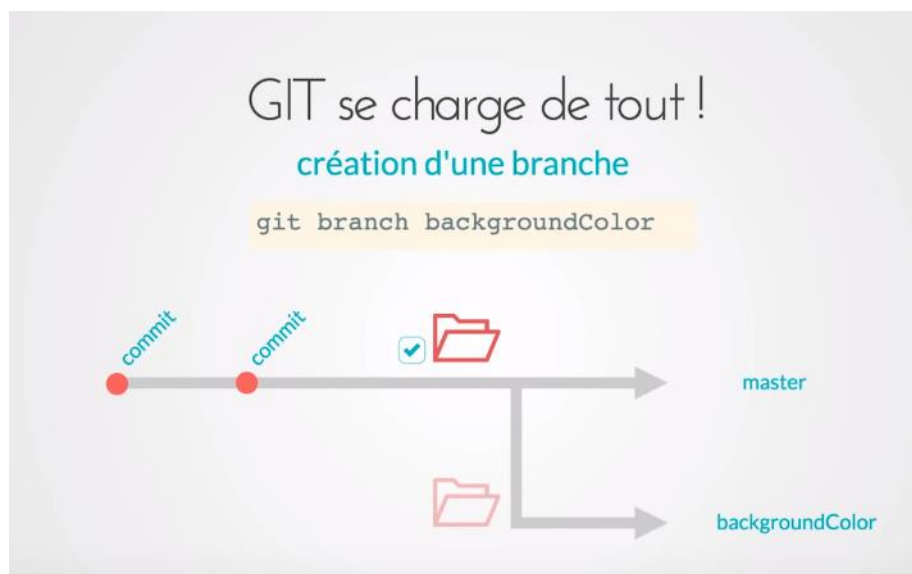 GIT se charge de tout !
création d'une branche
git branch backgroundColor
commit
commit
master
backgroundColor